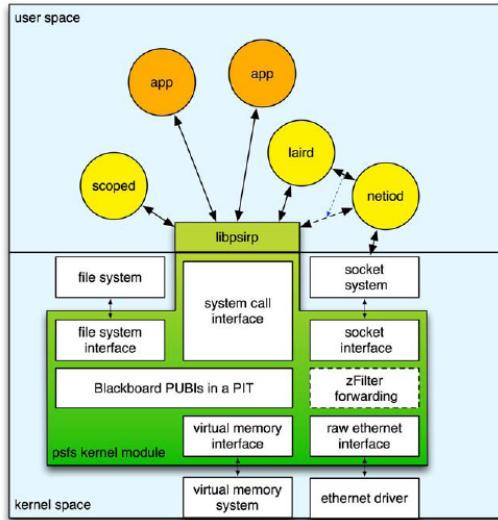 user space
app
app
laird
scoped
netiod
libpsirp
file system
system call
interface
socket
system
file system
interface
socket
interface
Blackboard PUBIs in a PIT
zFilter
forwarding
virtual memory
interface
raw ethernet
interface
psfs kernel module
kernel space
virtual memory
system
ethernet driver